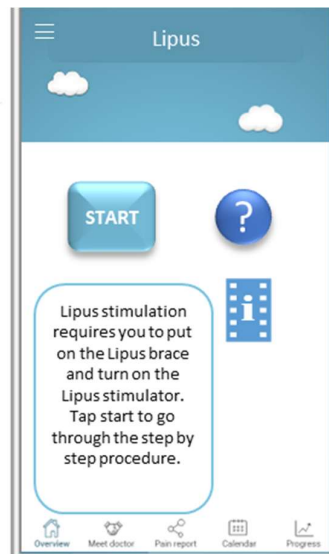 Lipus
START
?
i
Lipus stimulation
requires you to put
on the Lipus brace
and turn on the
Lipus stimulator.
Tap start to go
through the step by
step procedure.
Overview Meet doctor Pain report Calendar Progress